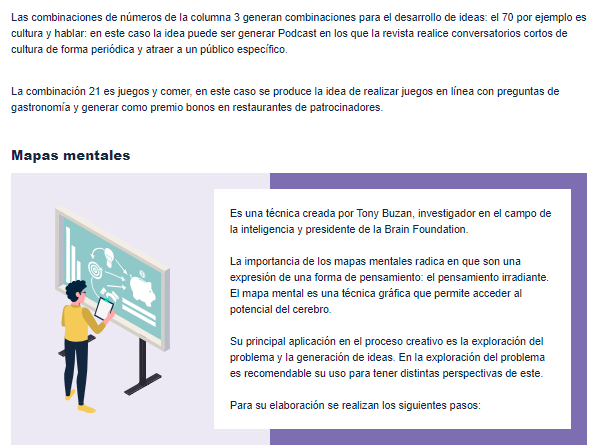 Las combinaciones de números de la columna 3 generan combinaciones para el desarrollo de ideas: el 70 por ejemplo es
cultura y hablar: en este caso la idea puede ser generar Podcast en los que la revista realice conversatorios cortos de
cultura de forma periódica y atraer a un público específico.
La combinación 21 es juegos y comer, en este caso se produce la idea de realizar juegos en línea con preguntas de
gastronomía y generar como premio bonos en restaurantes de patrocinadores.
Mapas mentales
Es una técnica creada por Tony Buzan, investigador en el campo de
la inteligencia y presidente de la Brain Foundation.
La importancia de los mapas mentales radica en que son una
expresión de una forma de pensamiento: el pensamiento irradiante.
El mapa mental es una técnica gráfica que permite acceder al
potencial del cerebro.
Su principal aplicación en el proceso creativo es la exploración del
problema y la generación de ideas. En la exploración del problema
es recomendable su uso para tener distintas perspectivas de este.
Para su elaboración se realizan los siguientes pasos: